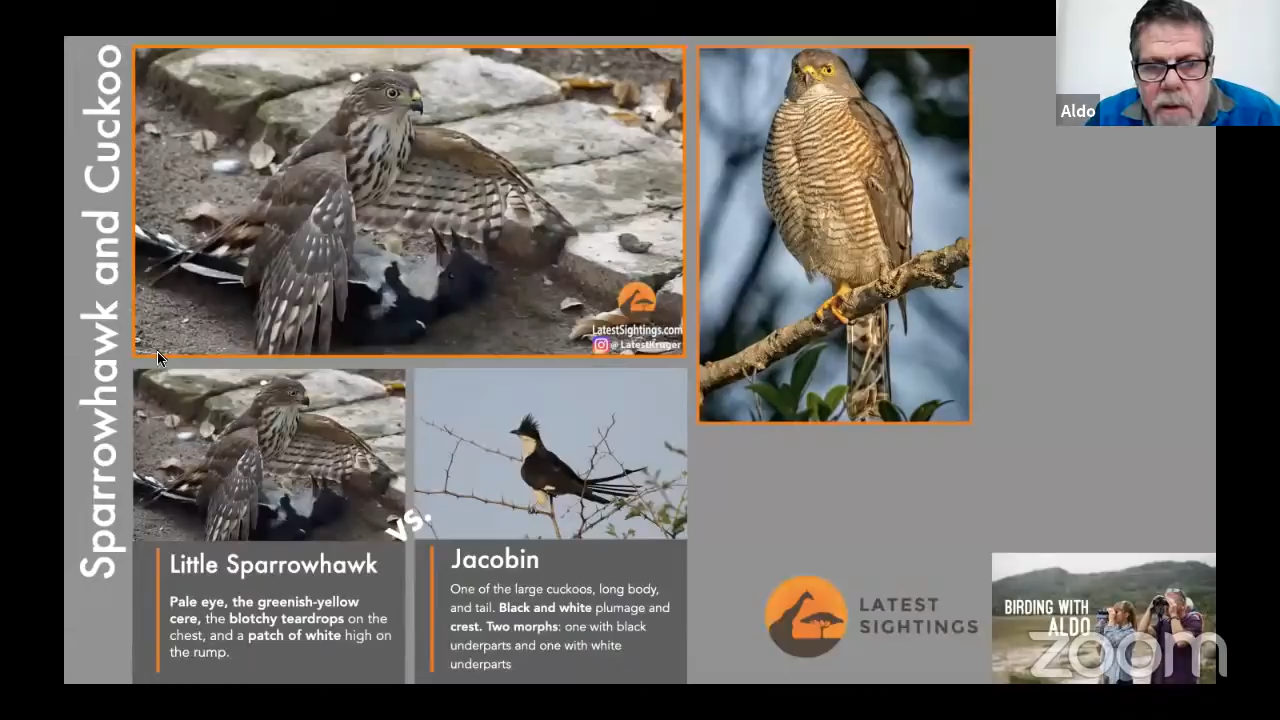 Sparrowhawk and Cuckoo
LatestSightings.com
@LatestKruger
Aldo
vs.
Little Sparrowhawk
Pale eye, the greenish-yellow
cere, the blotchy teardrops on the
chest, and a patch of white high on
the rump.
Jacobin
One of the large cuckoos, long body,
and tail. Black and white plumage and
crest. Two morphs: one with black
underparts and one with white
underparts
LATEST
SIGHTINGS
BIRDING WITH
ALDO
zoom